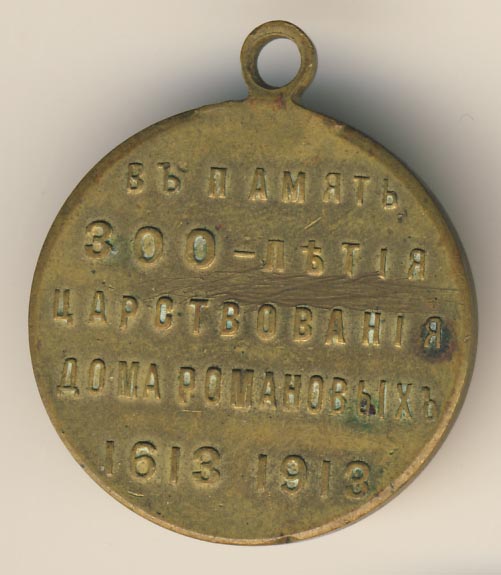 ВЪ ПАМЯТЬ
300-ЛѢТІЯ
ЦАРСТВОВАНІЯ
ДОМА РОМАНОВЫХЪ
1613 1913